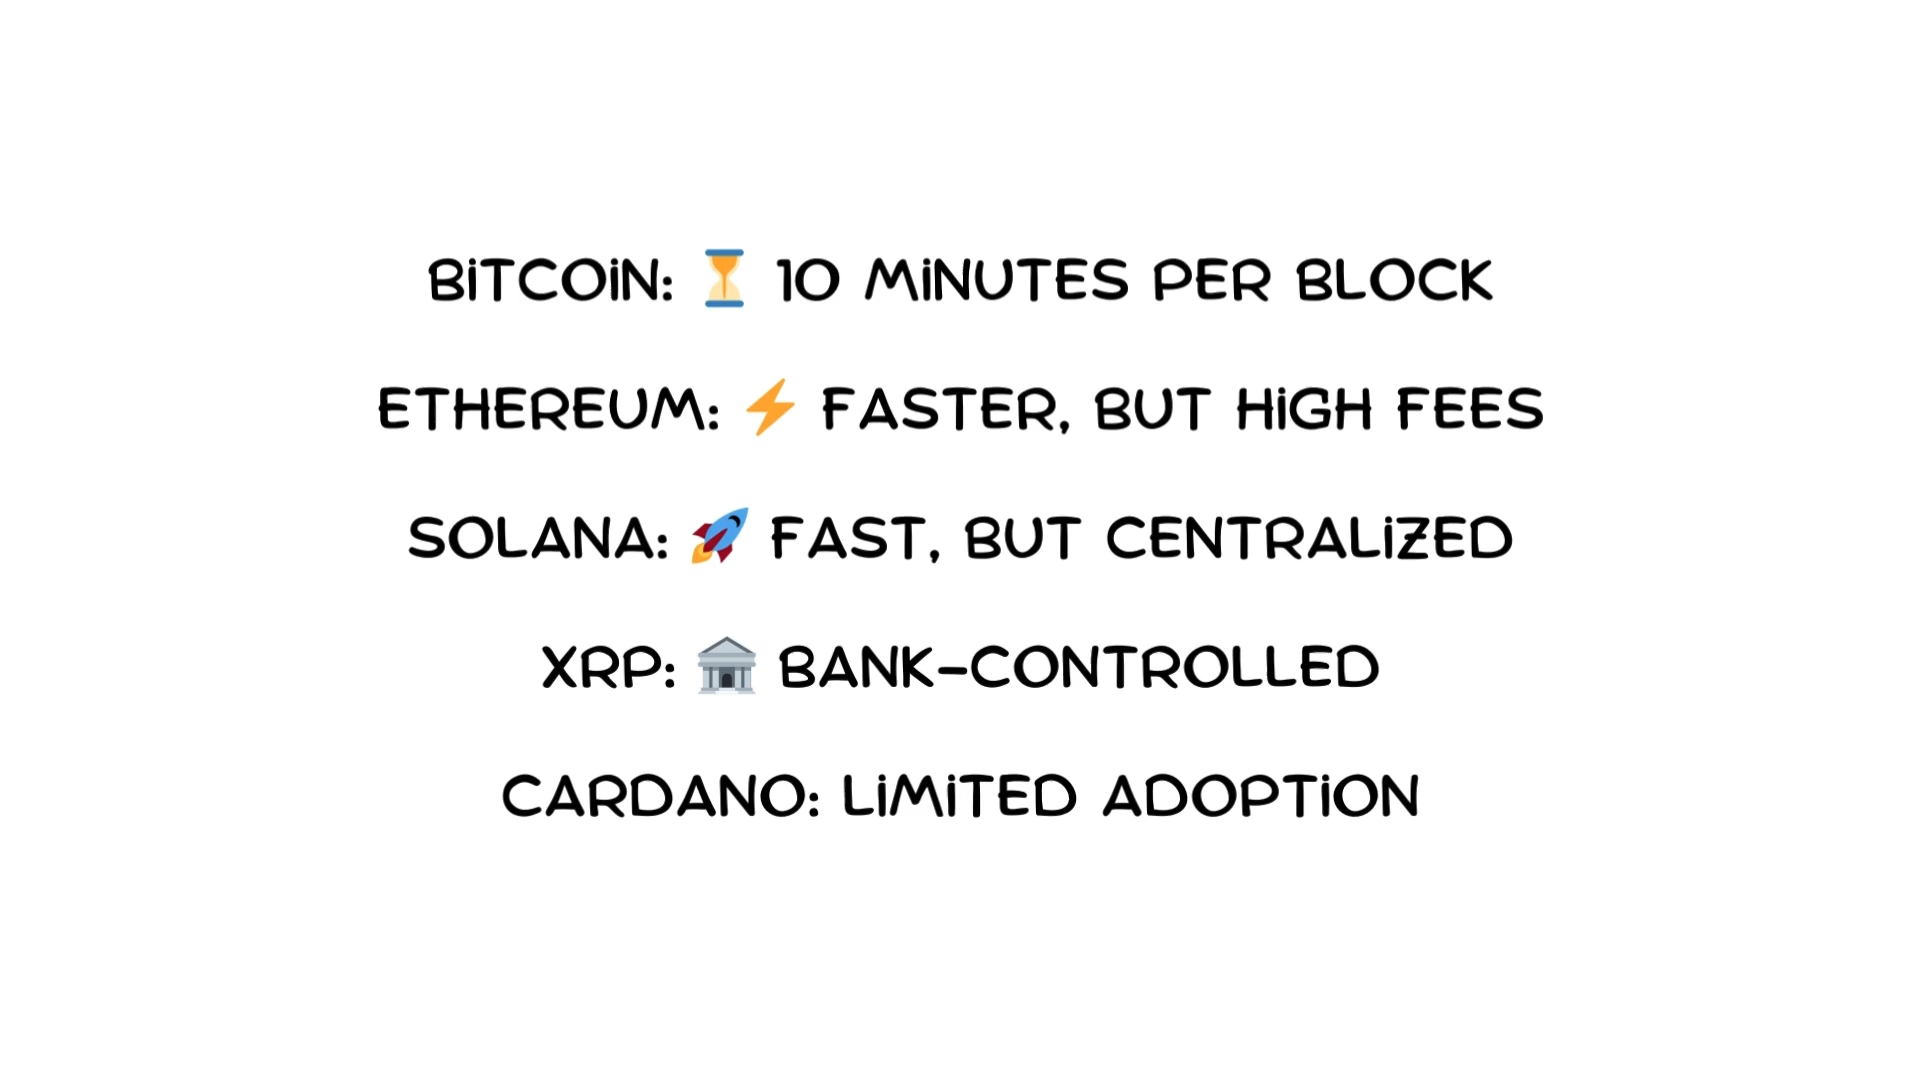 BITCOIN: ⏳ 10 MINUTES PER BLOCK
ETHEREUM: ⚡ FASTER, BUT HIGH FEES
SOLANA: 🚀 FAST, BUT CENTRALIZED
XRP: 🏛️ BANK-CONTROLLED
CARDANO: LIMITED ADOPTION